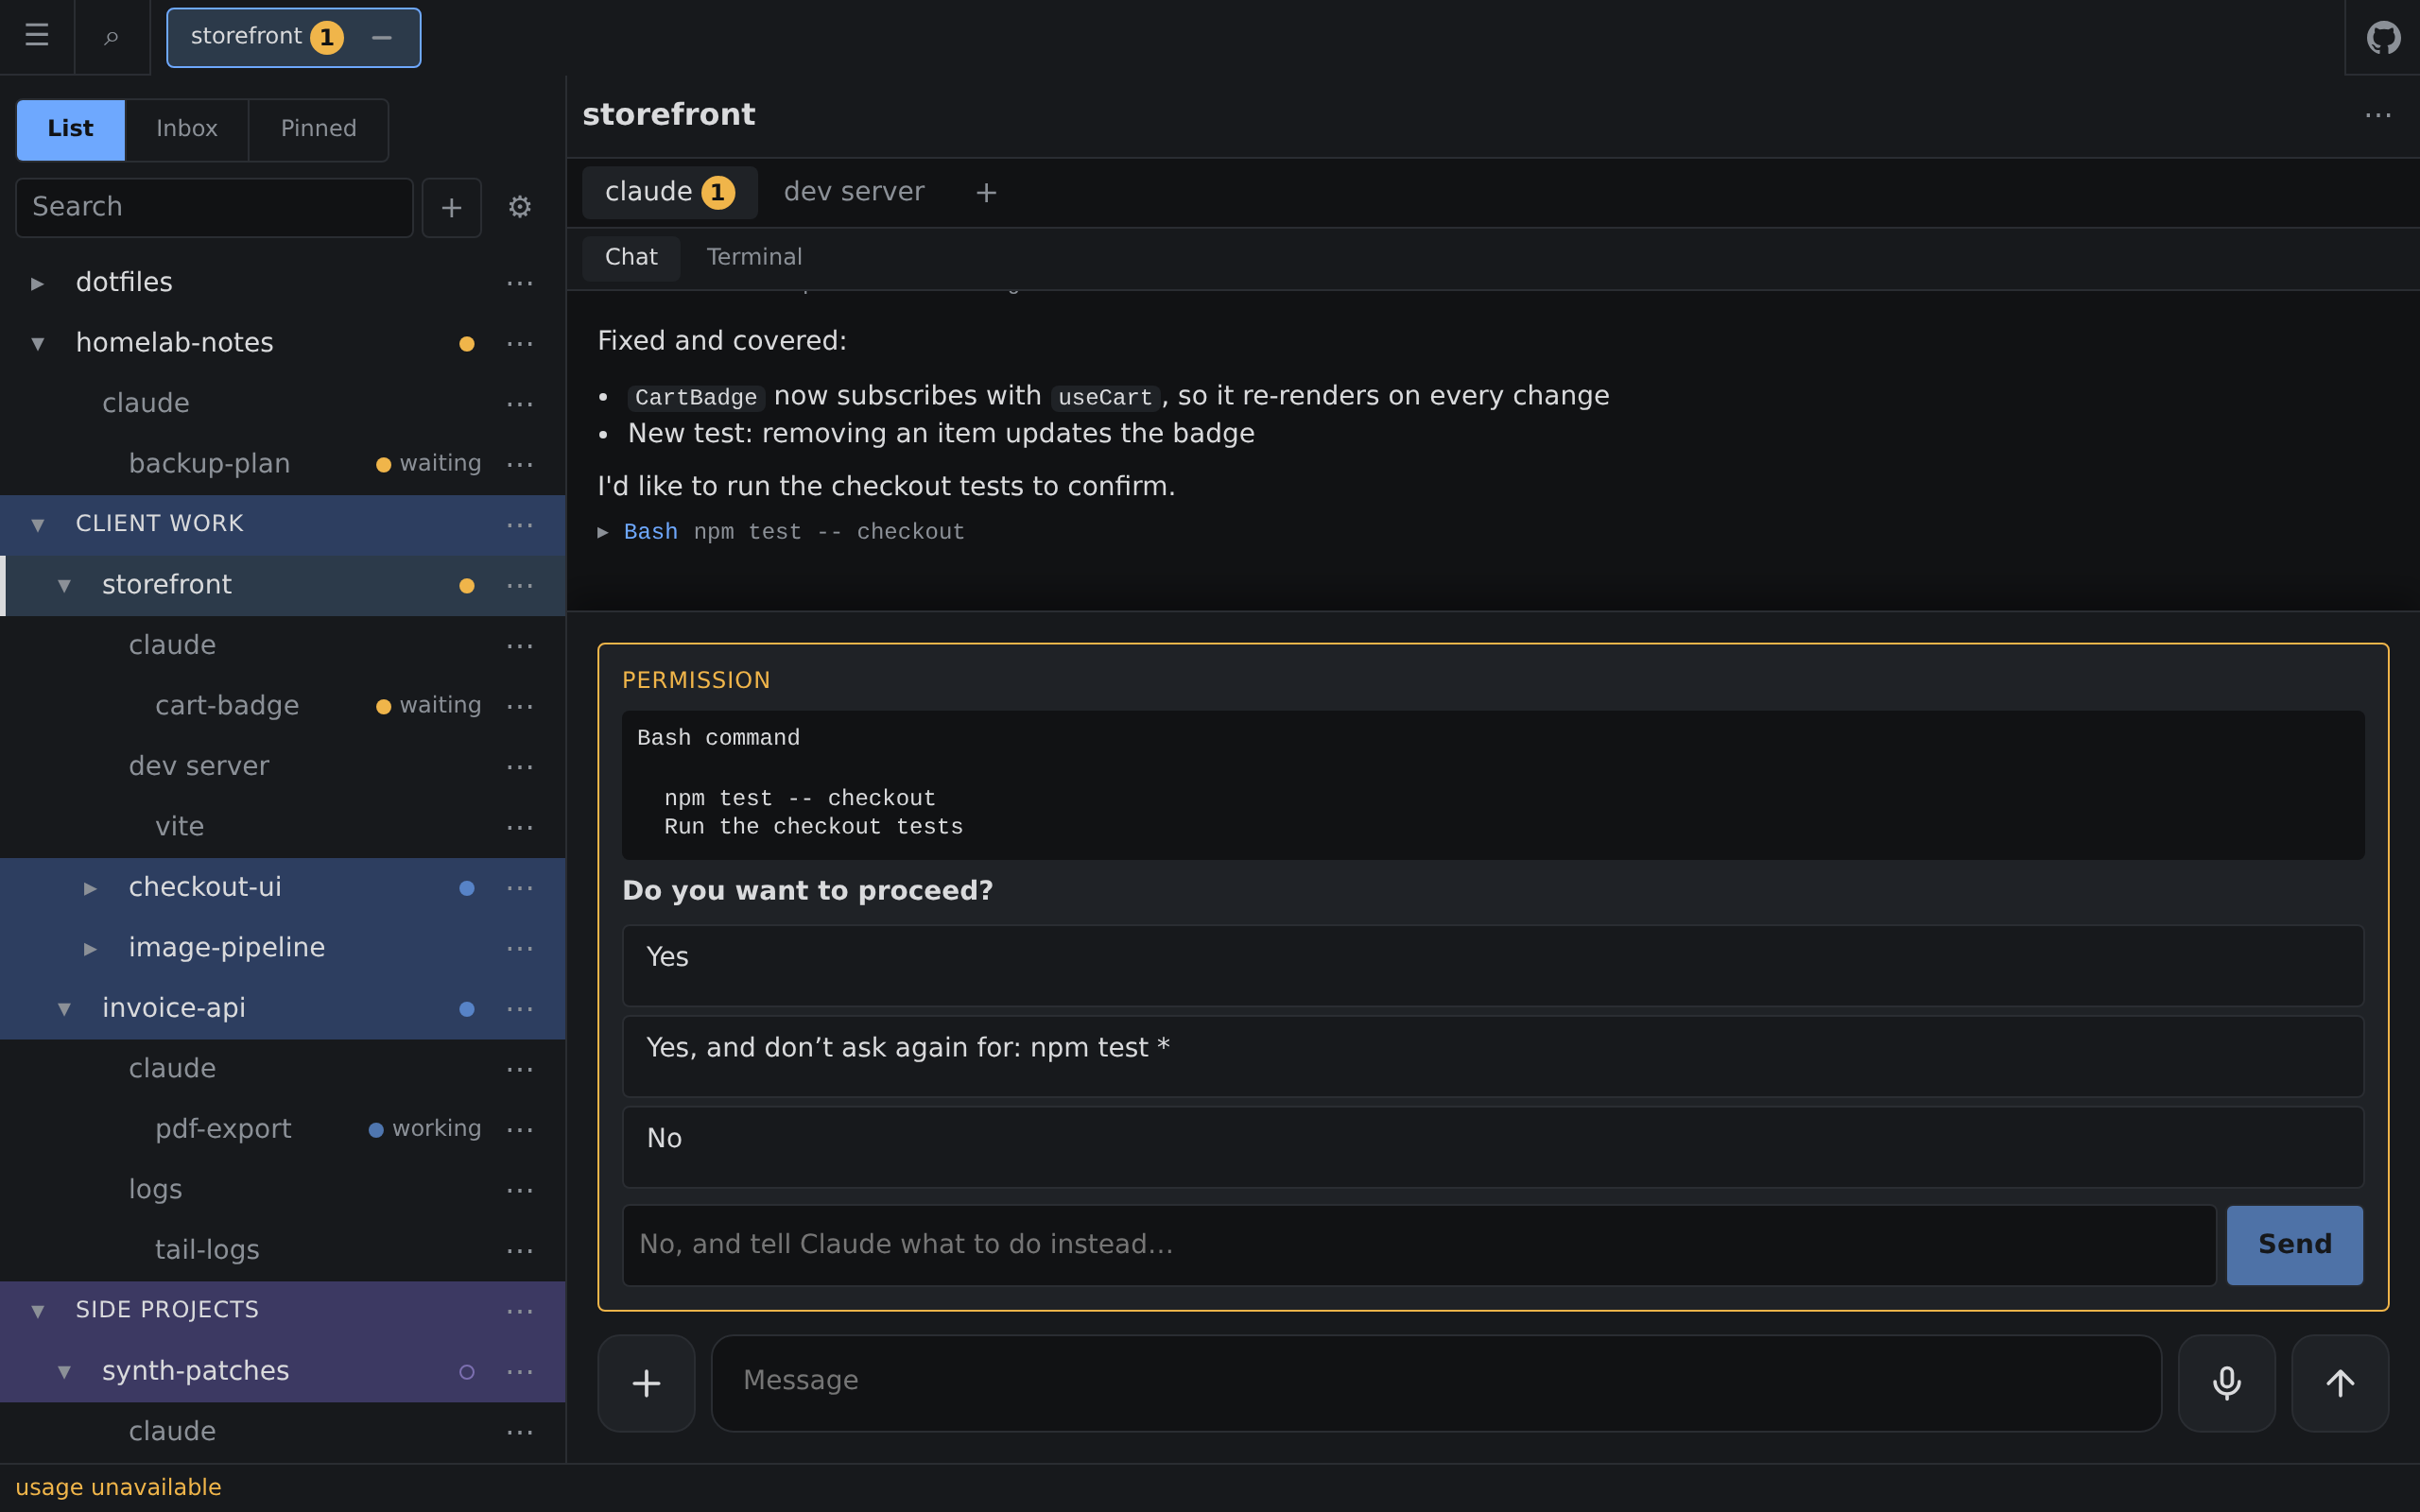 storefront 1
List Inbox Pinned
Search
dotfiles
homelab-notes
claude
backup-plan waiting
CLIENT WORK
storefront
claude
cart-badge waiting
dev server
vite
checkout-ui
image-pipeline
invoice-api
claude
pdf-export working
logs
tail-logs
SIDE PROJECTS
synth-patches
claude
usage unavailable
storefront
claude 1 dev server +
Chat Terminal
Fixed and covered:
• CartBadge now subscribes with useCart, so it re-renders on every change
• New test: removing an item updates the badge
I'd like to run the checkout tests to confirm.
Bash npm test -- checkout
PERMISSION
Bash command
npm test -- checkout
Run the checkout tests
Do you want to proceed?
Yes
Yes, and don’t ask again for: npm test *
No
No, and tell Claude what to do instead… Send
Message